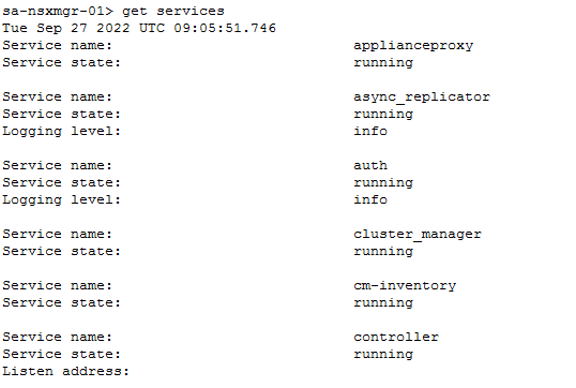 sa-nsxmgr-01> get services
Tue Sep 27 2022 UTC 09:05:51.746
Service name: applianceproxy
Service state: running
Service name: async_replicator
Service state: running
Logging level: info
Service name: auth
Service state: running
Logging level: info
Service name: cluster_manager
Service state: running
Service name: cm-inventory
Service state: running
Service name: controller
Service state: running
Listen address: